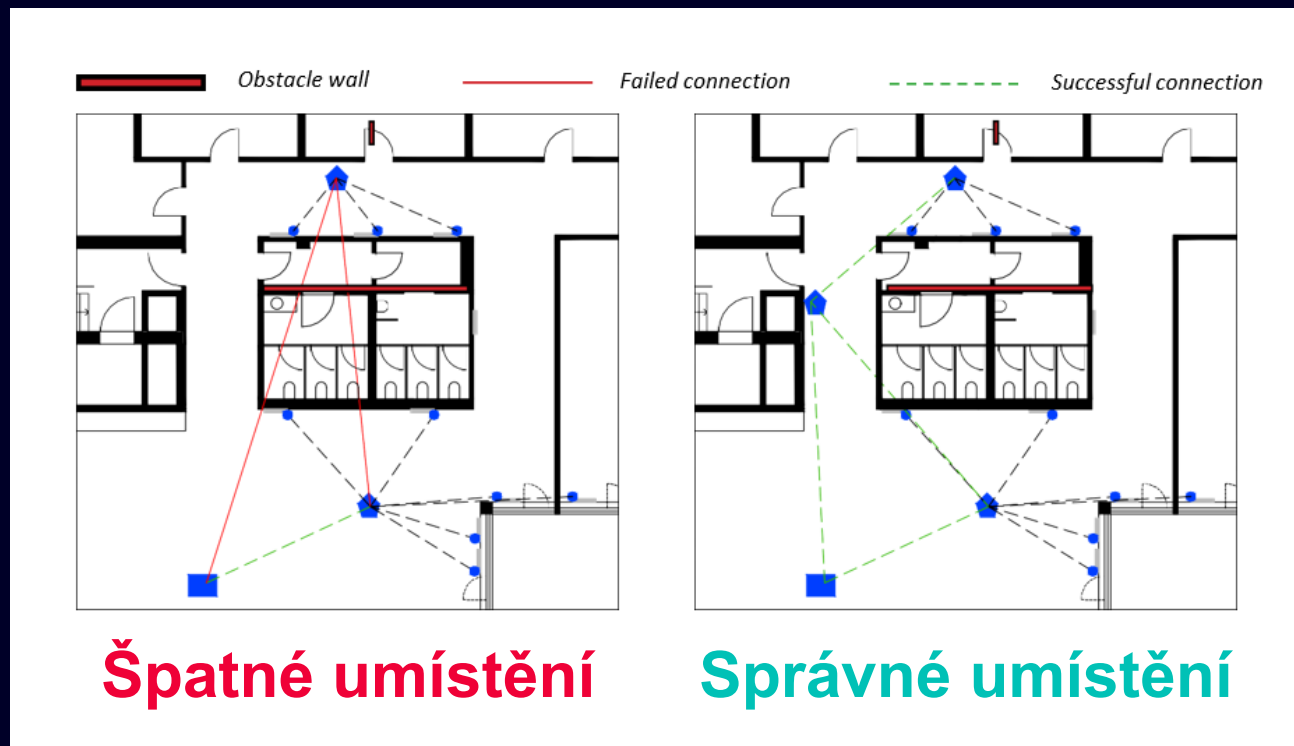 Obstacle wall
Failed connection
Successful connection
Špatné umístění
Správné umístění